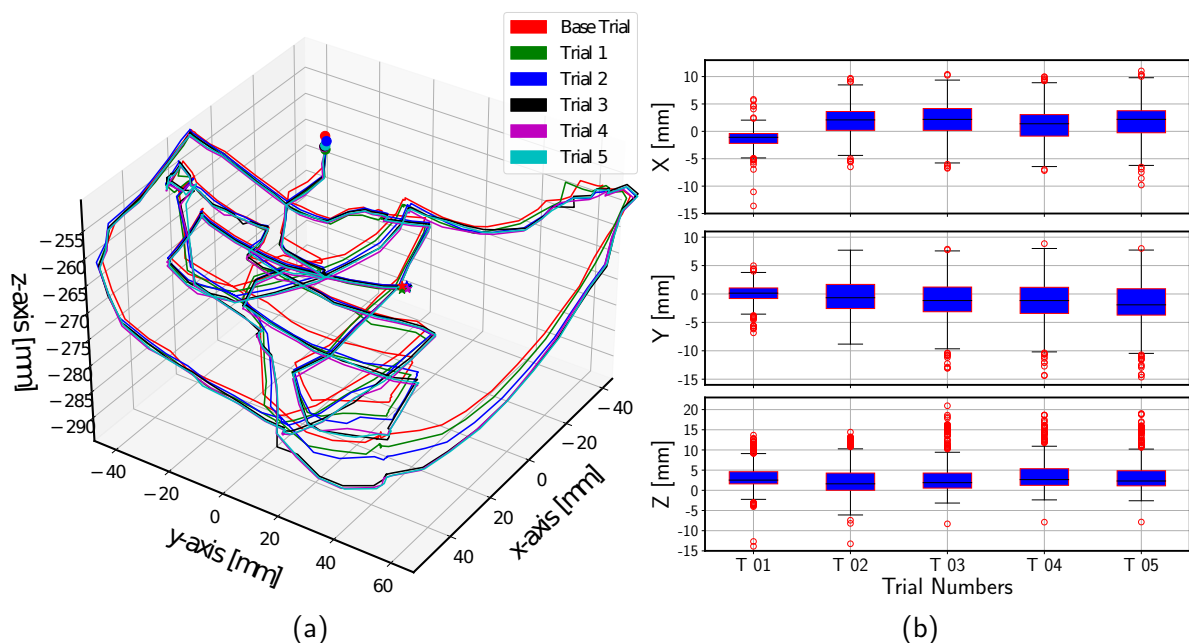 Base Trial
Trial 1
Trial 2
Trial 3
Trial 4
Trial 5
−255
−260
−265
−270
−275
−280
−285
−290
z-axis [mm]
−40
−20
0
20
40
60
y-axis [mm]
−40
−20
0
20
40
x-axis [mm]
(a)
10
5
0
−5
−10
−15
X [mm]
10
5
0
−5
−10
−15
Y [mm]
20
15
10
5
0
−5
−10
−15
Z [mm]
T 01 T 02 T 03 T 04 T 05
Trial Numbers
(b)